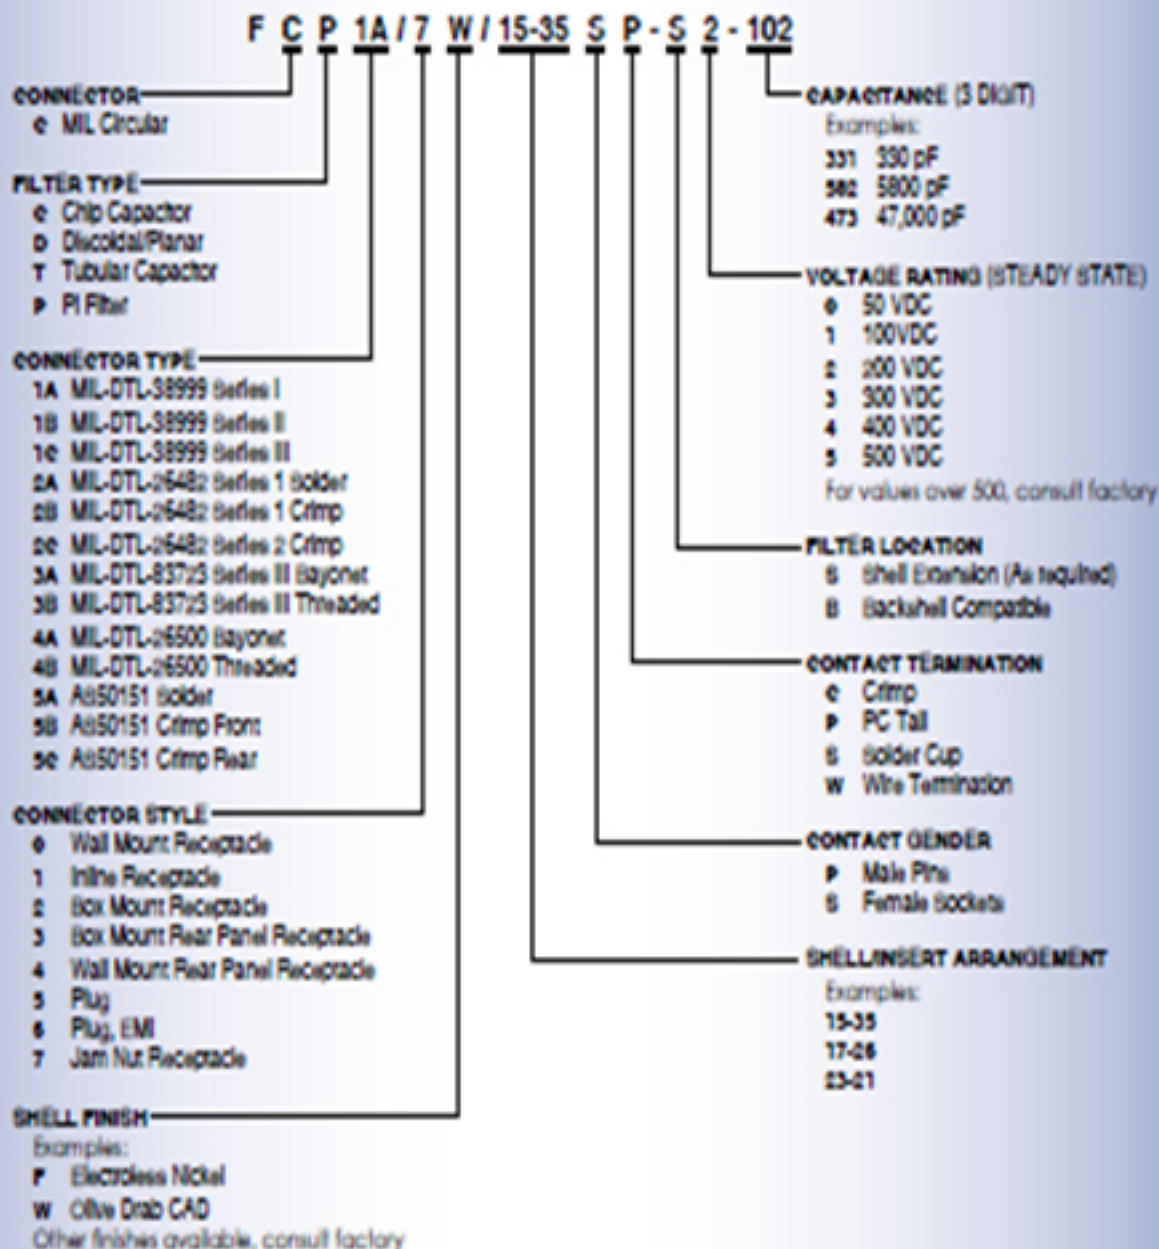 F C P 1A / 7 W / 15-35 S P - S 2 - 102
CONNECTOR
C MIL Circular
FILTER TYPE
C Chip Capacitor
D Discoidal/Planar
T Tubular Capacitor
P PI Filter
CONNECTOR TYPE
1A MIL-DTL-38999 Series I
1B MIL-DTL-38999 Series II
1C MIL-DTL-38999 Series III
2A MIL-DTL-26482 Series 1 Solder
2B MIL-DTL-26482 Series 1 Crimp
2C MIL-DTL-26482 Series 2 Crimp
3A MIL-DTL-83723 Series III Bayonet
3B MIL-DTL-83723 Series III Threaded
4A MIL-DTL-26500 Bayonet
4B MIL-DTL-26500 Threaded
5A AS50151 Solder
5B AS50151 Crimp Front
5C AS50151 Crimp Rear
CONNECTOR STYLE
0 Wall Mount Receptacle
1 Inline Receptacle
2 Box Mount Receptacle
3 Box Mount Rear Panel Receptacle
4 Wall Mount Rear Panel Receptacle
5 Plug
6 Plug, EMI
7 Jam Nut Receptacle
SHELL FINISH
Examples:
F Electroless Nickel
W Olive Drab CAD
Other finishes available, consult factory
CAPACITANCE (3 DIGIT)
Examples:
331 330 pF
582 5800 pF
473 47,000 pF
VOLTAGE RATING (STEADY STATE)
0 50 VDC
1 100VDC
2 200 VDC
3 300 VDC
4 400 VDC
5 500 VDC
For values over 500, consult factory
FILTER LOCATION
S Shell Extension (As required)
B Backshell Compatible
CONTACT TERMINATION
C Crimp
P PC Tail
S Solder Cup
W Wire Termination
CONTACT GENDER
P Male Pins
S Female Sockets
SHELL/INSERT ARRANGEMENT
Examples:
15-35
17-26
23-21